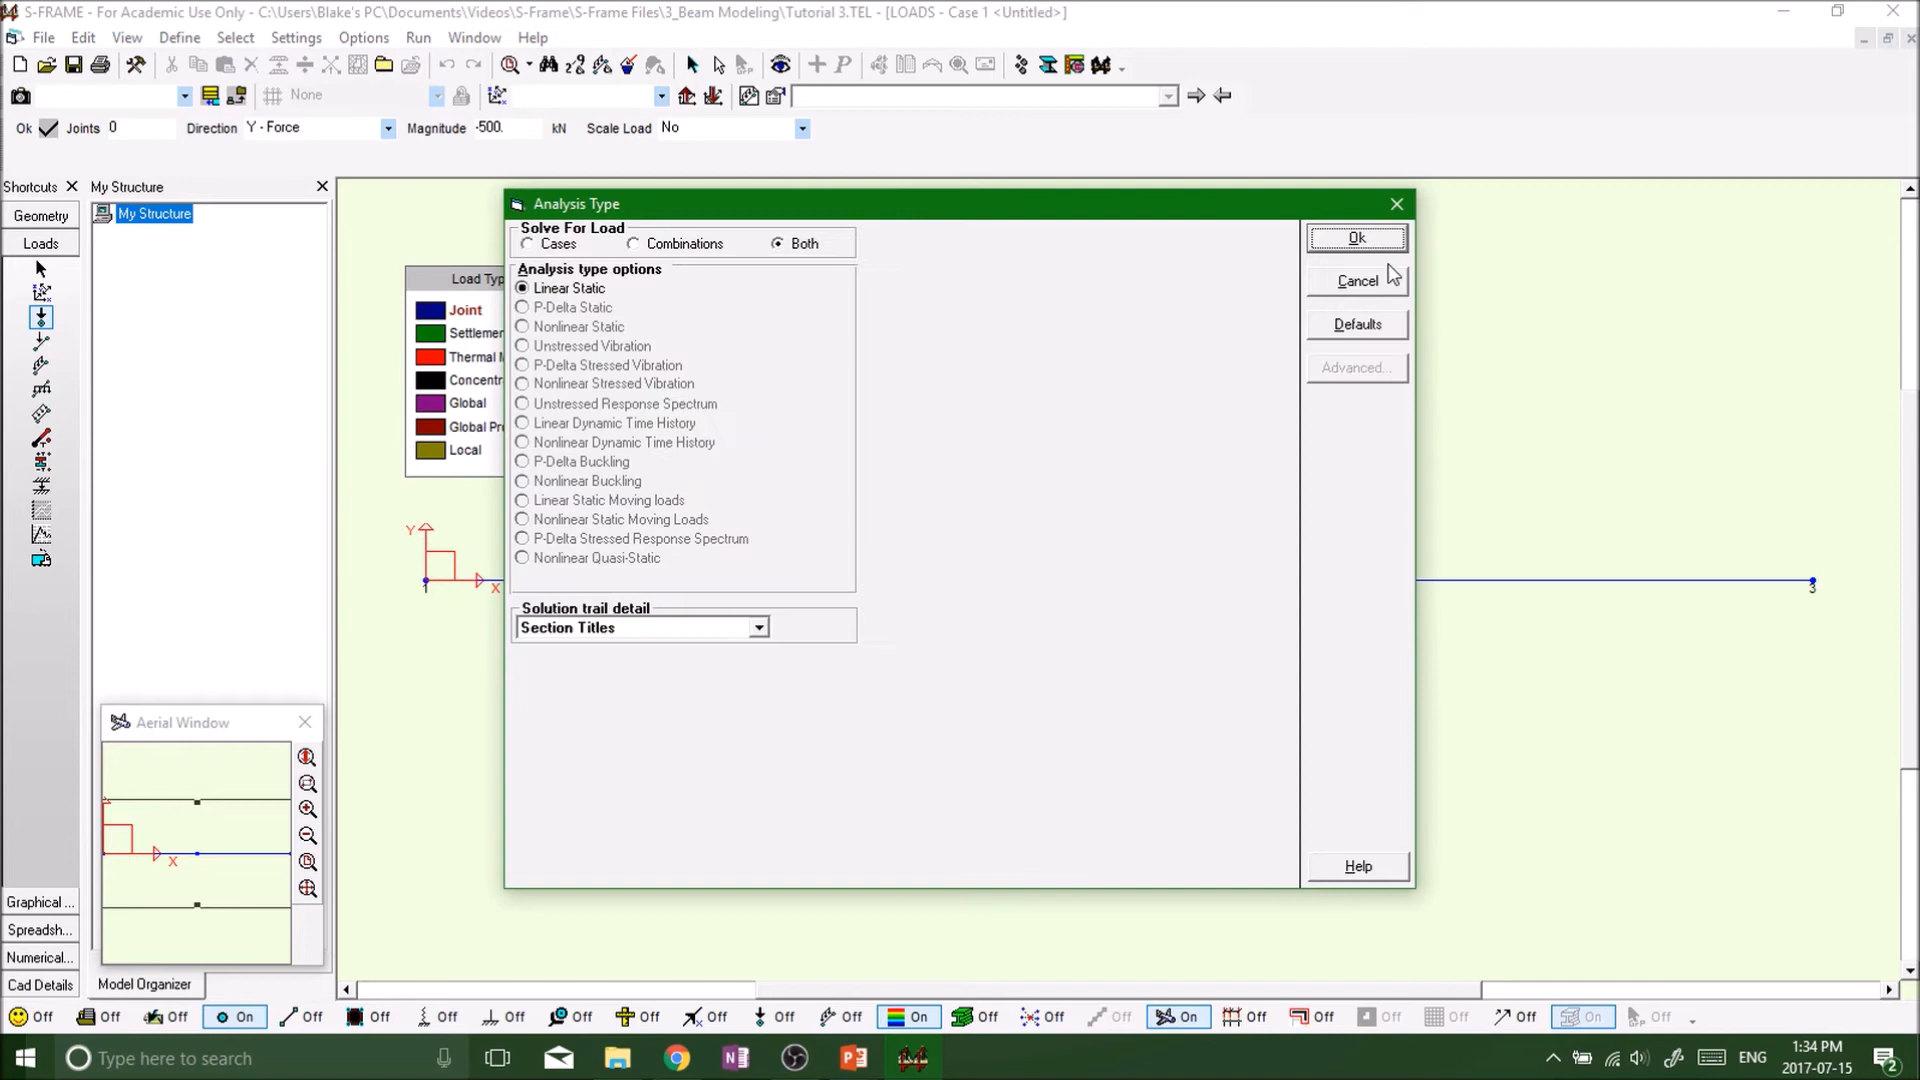 S-FRAME - For Academic Use Only - C:\Users\Blake's PC\Documents\Videos\S-Frame\S-Frame Files\3_Beam Modeling\Tutorial 3.TEL - [LOADS - Case 1 <Untitled>]
File Edit View Define Select Settings Options Run Window Help
None
Ok Joints 0 Direction Y - Force Magnitude -500. kN Scale Load No
Shortcuts
My Structure
Geometry
Loads
My Structure
Analysis Type
Solve For Load
Cases Combinations Both
Analysis type options
Linear Static
P-Delta Static
Nonlinear Static
Unstressed Vibration
P-Delta Stressed Vibration
Nonlinear Stressed Vibration
Unstressed Response Spectrum
Linear Dynamic Time History
Nonlinear Dynamic Time History
P-Delta Buckling
Nonlinear Buckling
Linear Static Moving loads
Nonlinear Static Moving Loads
P-Delta Stressed Response Spectrum
Nonlinear Quasi-Static
Solution trail detail
Section Titles
Ok
Cancel
Defaults
Advanced...
Help
Load Typ
Joint
Settlemen
Thermal M
Concentr
Global
Global Pro
Local
Y
X
1
3
Aerial Window
X
Graphical ...
Spreadsh...
Numerical...
Cad Details
Model Organizer
Off Off Off On Off Off Off Off Off Off Off Off Off On Off Off Off On Off Off Off Off Off On Off
Type here to search
ENG
1:34 PM
2017-07-15
2